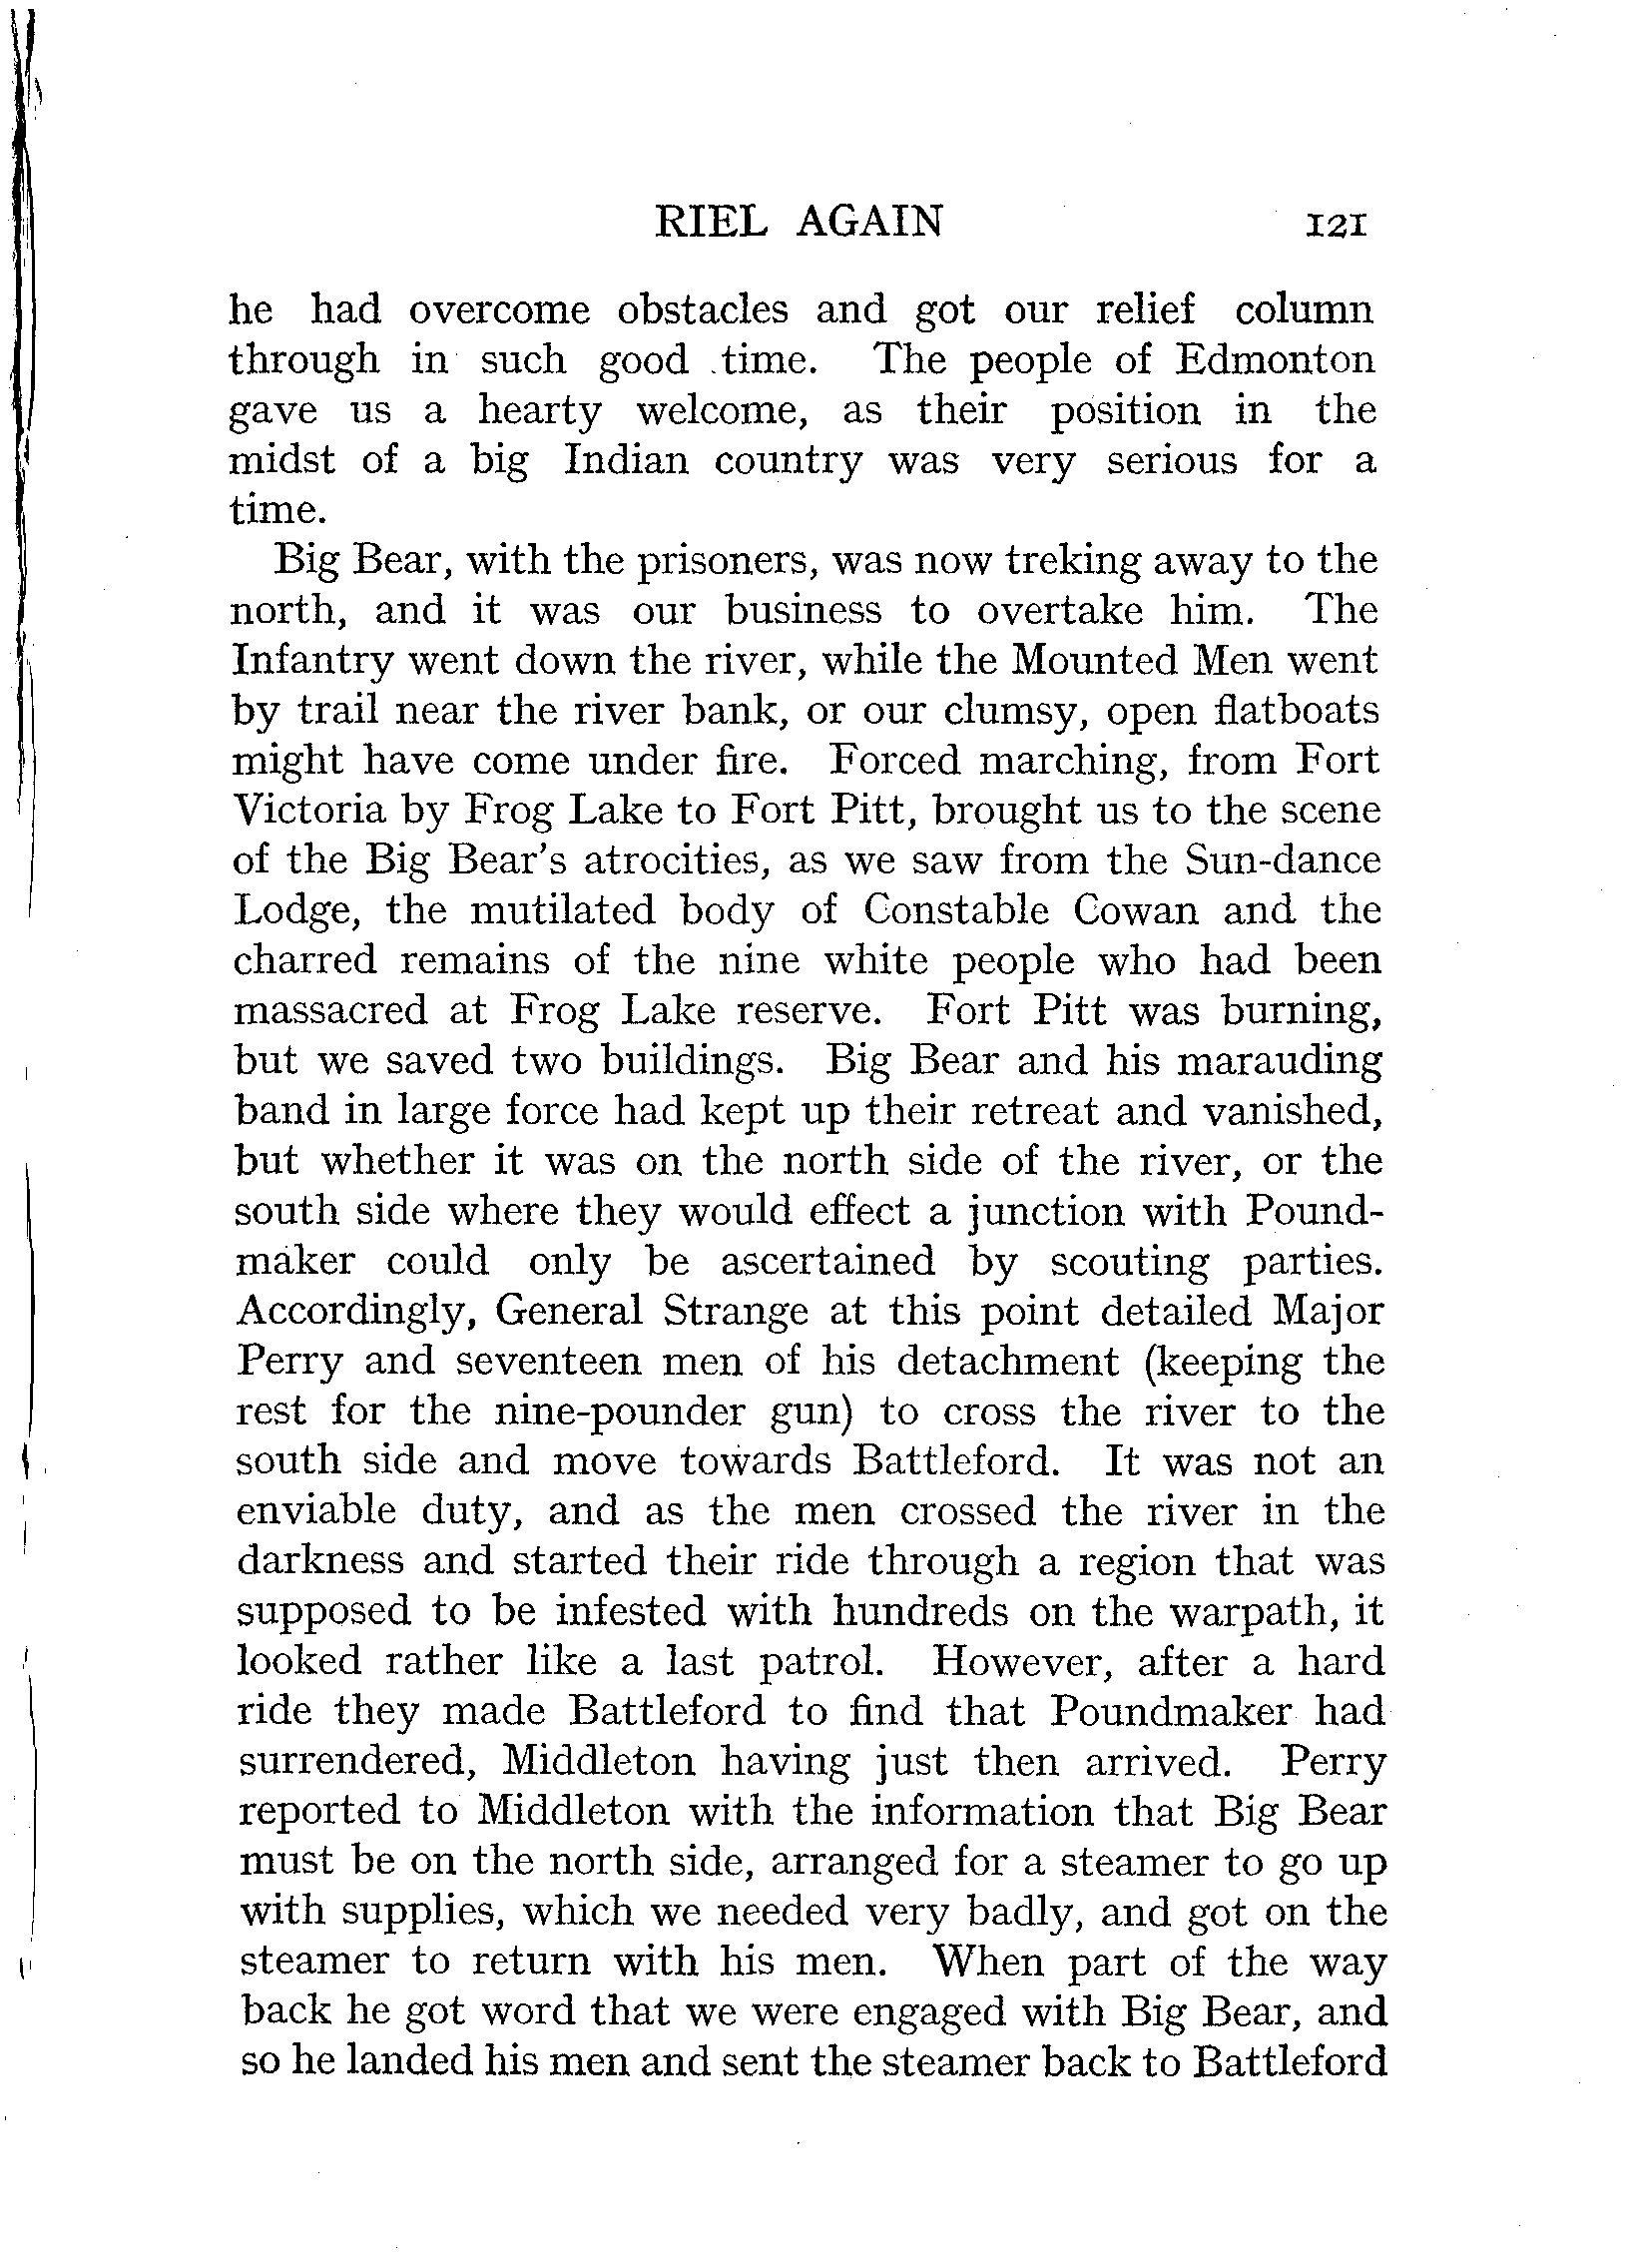 RIEL AGAIN 121
he had overcome obstacles and got our relief column
through in such good time. The people of Edmonton
gave us a hearty welcome, as their position in the
midst of a big Indian country was very serious for a
time.
Big Bear, with the prisoners, was now treking away to the
north, and it was our business to overtake him. The
Infantry went down the river, while the Mounted Men went
by trail near the river bank, or our clumsy, open flatboats
might have come under fire. Forced marching, from Fort
Victoria by Frog Lake to Fort Pitt, brought us to the scene
of the Big Bear's atrocities, as we saw from the Sun-dance
Lodge, the mutilated body of Constable Cowan and the
charred remains of the nine white people who had been
massacred at Frog Lake reserve. Fort Pitt was burning,
but we saved two buildings. Big Bear and his marauding
band in large force had kept up their retreat and vanished,
but whether it was on the north side of the river, or the
south side where they would effect a junction with Pound-
maker could only be ascertained by scouting parties.
Accordingly, General Strange at this point detailed Major
Perry and seventeen men of his detachment (keeping the
rest for the nine-pounder gun) to cross the river to the
south side and move towards Battleford. It was not an
enviable duty, and as the men crossed the river in the
darkness and started their ride through a region that was
supposed to be infested with hundreds on the warpath, it
looked rather like a last patrol. However, after a hard
ride they made Battleford to find that Poundmaker had
surrendered, Middleton having just then arrived. Perry
reported to Middleton with the information that Big Bear
must be on the north side, arranged for a steamer to go up
with supplies, which we needed very badly, and got on the
steamer to return with his men. When part of the way
back he got word that we were engaged with Big Bear, and
so he landed his men and sent the steamer back to Battleford